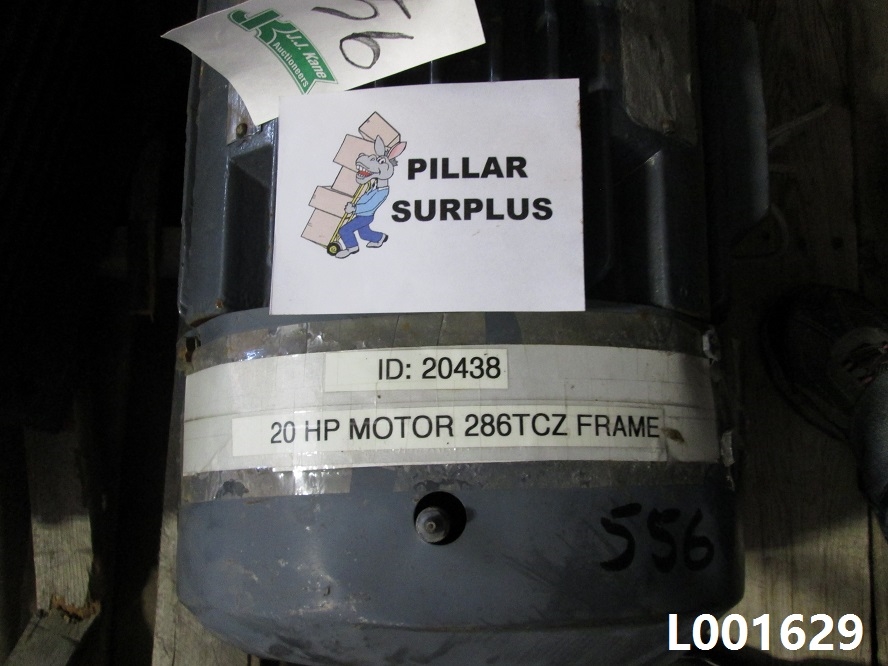 J.J. Kane
Auctioneers
56
PILLAR
SURPLUS
ID: 20438
20 HP MOTOR 286TCZ FRAME
556
L001629